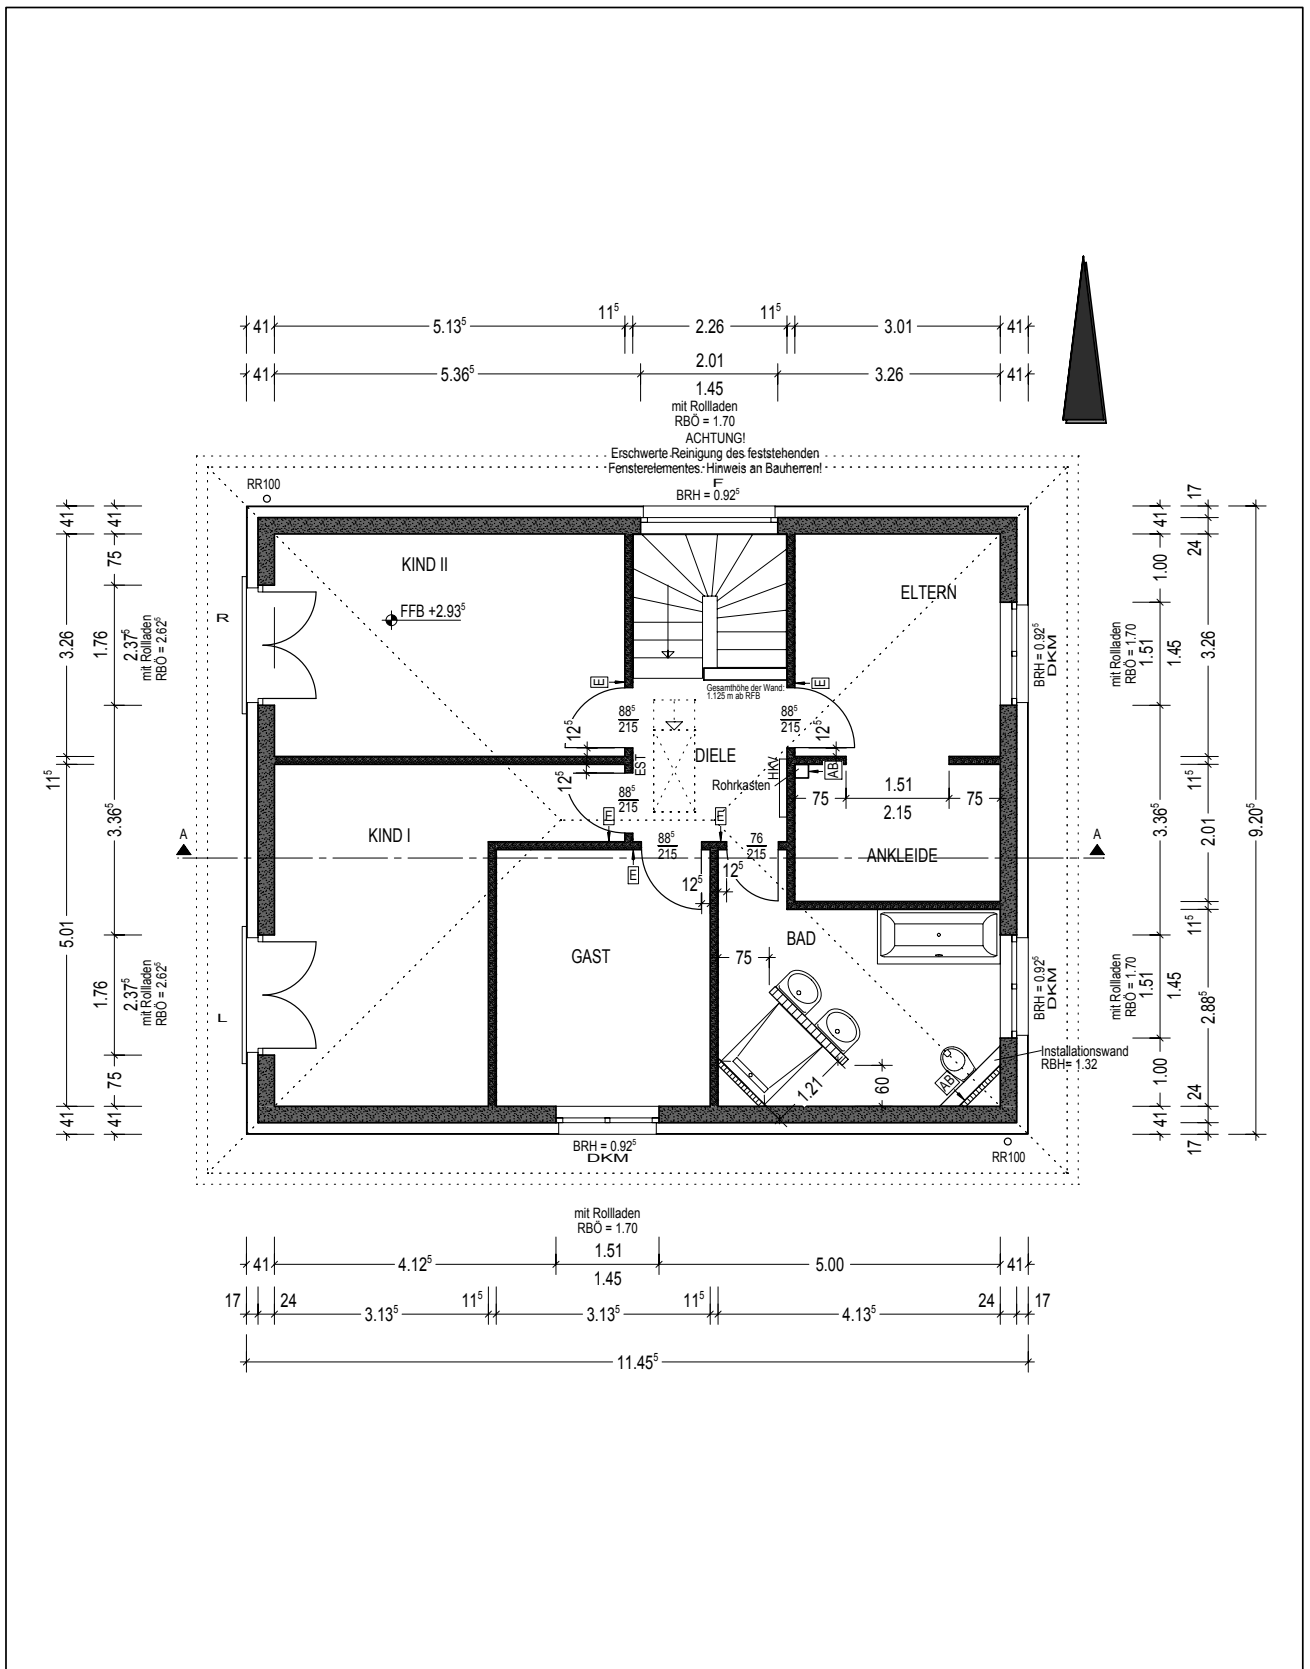 41
5.13⁵
11⁵
2.26
11⁵
3.01
41
41
5.36⁵
2.01
1.45
3.26
41
mit Rollladen
RBÖ = 1.70
ACHTUNG!
Erschwerte Reinigung des feststehenden
Fensterelementes. Hinweis an Bauherren!
F
BRH = 0.92⁵
RR100
KIND II
FFB +2.93⁵
ELTERN
R
E
E
Gesamthöhe der Wand:
1.125 m ab RFB
88⁵
215
88⁵
215
12⁵
12⁵
EST
DIELE
HKV
AB
Rohrkasten
12⁵
88⁵
215
75
1.51
2.15
75
KIND I
E
E
88⁵
215
76
215
A
A
ANKLEIDE
E
12⁵
12⁵
GAST
BAD
75
L
1.21
60
AB
Installationswand
RBH= 1.32
BRH = 0.92⁵
DKM
RR100
41
3.26
11⁵
5.01
41
41
75
1.76
2.37⁵
mit Rollladen
RBÖ = 2.62⁵
3.36⁵
1.76
2.37⁵
mit Rollladen
RBÖ = 2.62⁵
75
41
BRH = 0.92⁵
DKM
BRH = 0.92⁵
DKM
mit Rollladen
RBÖ = 1.70
41
1.00
1.51
1.45
3.36⁵
mit Rollladen
RBÖ = 1.70
1.51
1.45
1.00
41
17
24
3.26
11⁵
2.01
11⁵
2.88⁵
24
17
9.20⁵
mit Rollladen
RBÖ = 1.70
41
4.12⁵
1.51
1.45
5.00
41
17
24
3.13⁵
11⁵
3.13⁵
11⁵
4.13⁵
24
17
11.45⁵